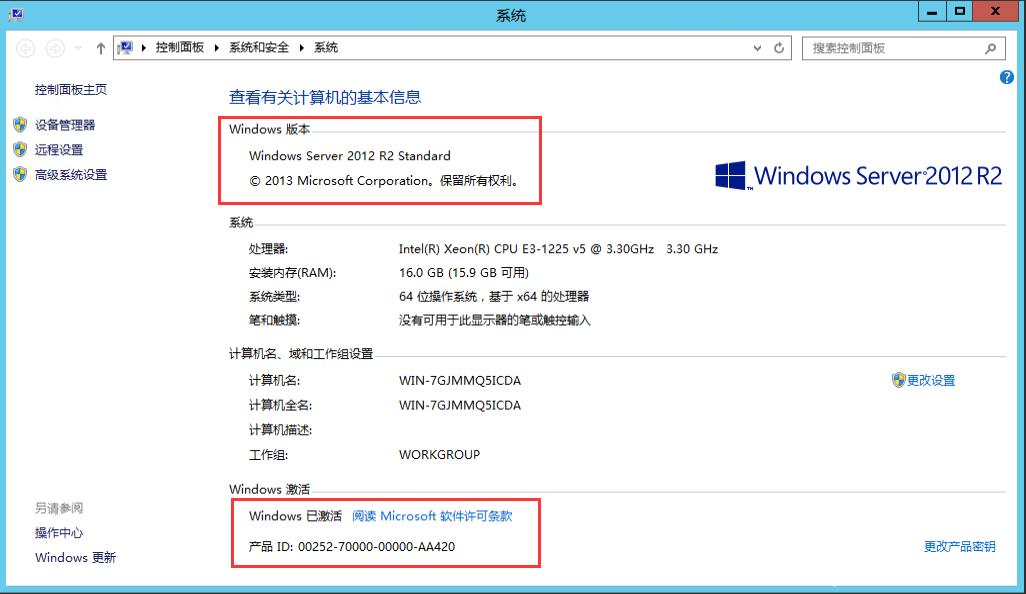 系统
控制面板 系统和安全 系统
搜索控制面板
控制面板主页
设备管理器
远程设置
高级系统设置
查看有关计算机的基本信息
Windows 版本
Windows Server 2012 R2 Standard
© 2013 Microsoft Corporation。保留所有权利。
Windows Server 2012 R2
系统
处理器: Intel(R) Xeon(R) CPU E3-1225 v5 @ 3.30GHz 3.30 GHz
安装内存(RAM): 16.0 GB (15.9 GB 可用)
系统类型: 64 位操作系统，基于 x64 的处理器
笔和触摸: 没有可用于此显示器的笔或触控输入
计算机名、域和工作组设置
计算机名: WIN-7GJMMQ5ICDA
更改设置
计算机全名: WIN-7GJMMQ5ICDA
计算机描述:
工作组: WORKGROUP
Windows 激活
Windows 已激活 阅读 Microsoft 软件许可条款
产品 ID: 00252-70000-00000-AA420
更改产品密钥
另请参阅
操作中心
Windows 更新